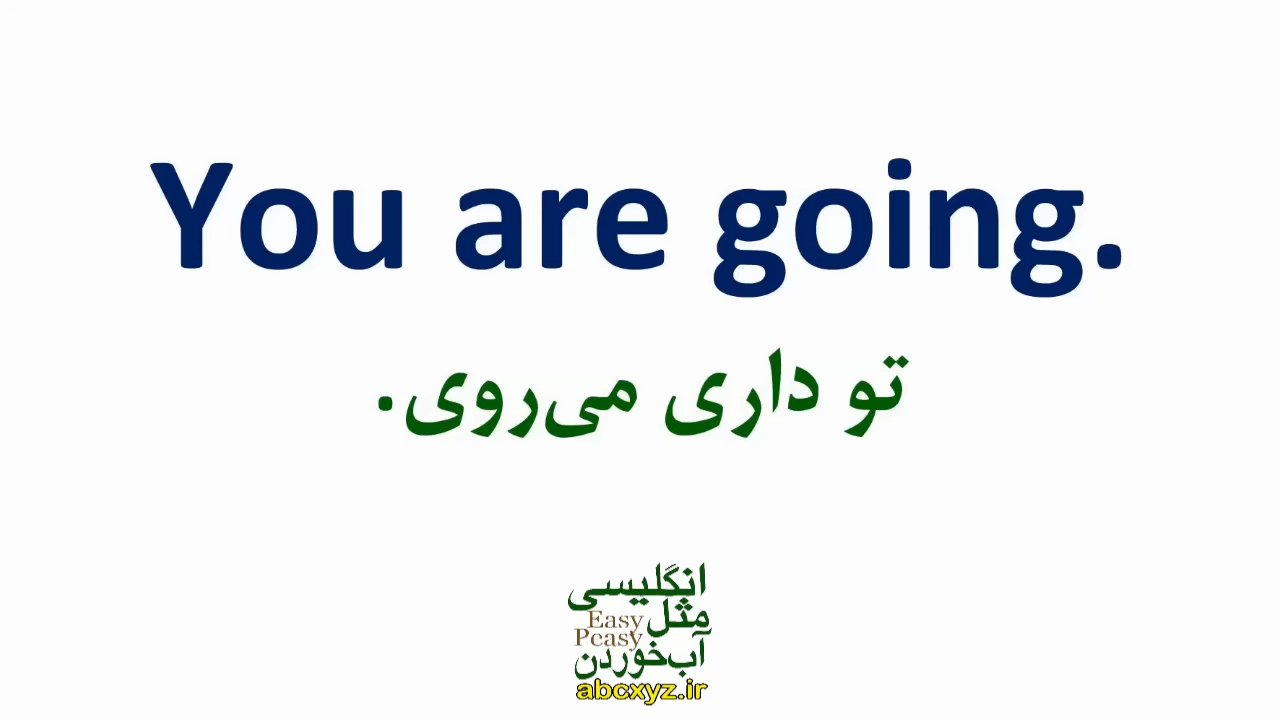 You are going.
تو داری می‌روی.
انگلیسی
مثل
Easy
Peasy
آب‌خوردن
abcxyz.ir